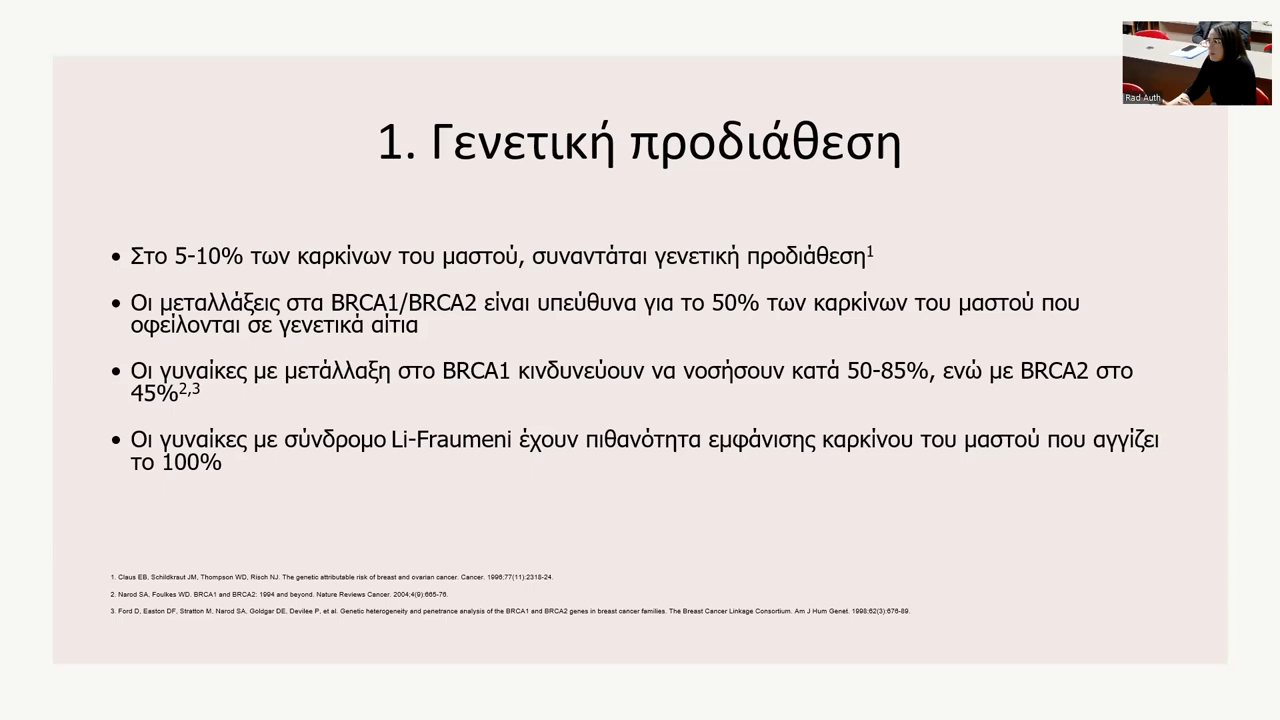 Rad Auth
1. Γενετική προδιάθεση
• Στο 5-10% των καρκίνων του μαστού, συναντάται γενετική προδιάθεση1
• Οι μεταλλάξεις στα BRCA1/BRCA2 είναι υπεύθυνα για το 50% των καρκίνων του μαστού που
οφείλονται σε γενετικά αίτια
• Οι γυναίκες με μετάλλαξη στο BRCA1 κινδυνεύουν να νοσήσουν κατά 50-85%, ενώ με BRCA2 στο
45%2,3
• Οι γυναίκες με σύνδρομο Li-Fraumeni έχουν πιθανότητα εμφάνισης καρκίνου του μαστού που αγγίζει
το 100%
1. Claus EB, Schildkraut JM, Thompson WD, Risch NJ. The genetic attributable risk of breast and ovarian cancer. Cancer. 1996;77(11):2318-24.
2. Narod SA, Foulkes WD. BRCA1 and BRCA2: 1994 and beyond. Nature Reviews Cancer. 2004;4(9):665-76.
3. Ford D, Easton DF, Stratton M, Narod SA, Goldgar DE, Devilee P, et al. Genetic heterogeneity and penetrance analysis of the BRCA1 and BRCA2 genes in breast cancer families. The Breast Cancer Linkage Consortium. Am J Hum Genet. 1998;62(3):676-89.